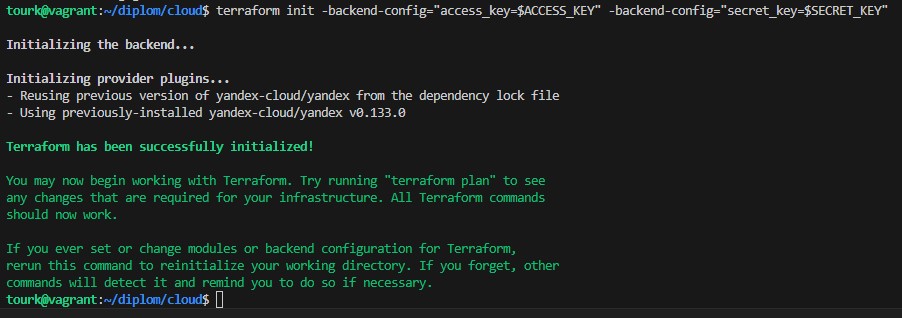 tourk@vagrant:~/diplom/cloud$ terraform init -backend-config="access_key=$ACCESS_KEY" -backend-config="secret_key=$SECRET_KEY"
Initializing the backend...
Initializing provider plugins...
- Reusing previous version of yandex-cloud/yandex from the dependency lock file
- Using previously-installed yandex-cloud/yandex v0.133.0
Terraform has been successfully initialized!
You may now begin working with Terraform. Try running "terraform plan" to see
any changes that are required for your infrastructure. All Terraform commands
should now work.
If you ever set or change modules or backend configuration for Terraform,
rerun this command to reinitialize your working directory. If you forget, other
commands will detect it and remind you to do so if necessary.
tourk@vagrant:~/diplom/cloud$